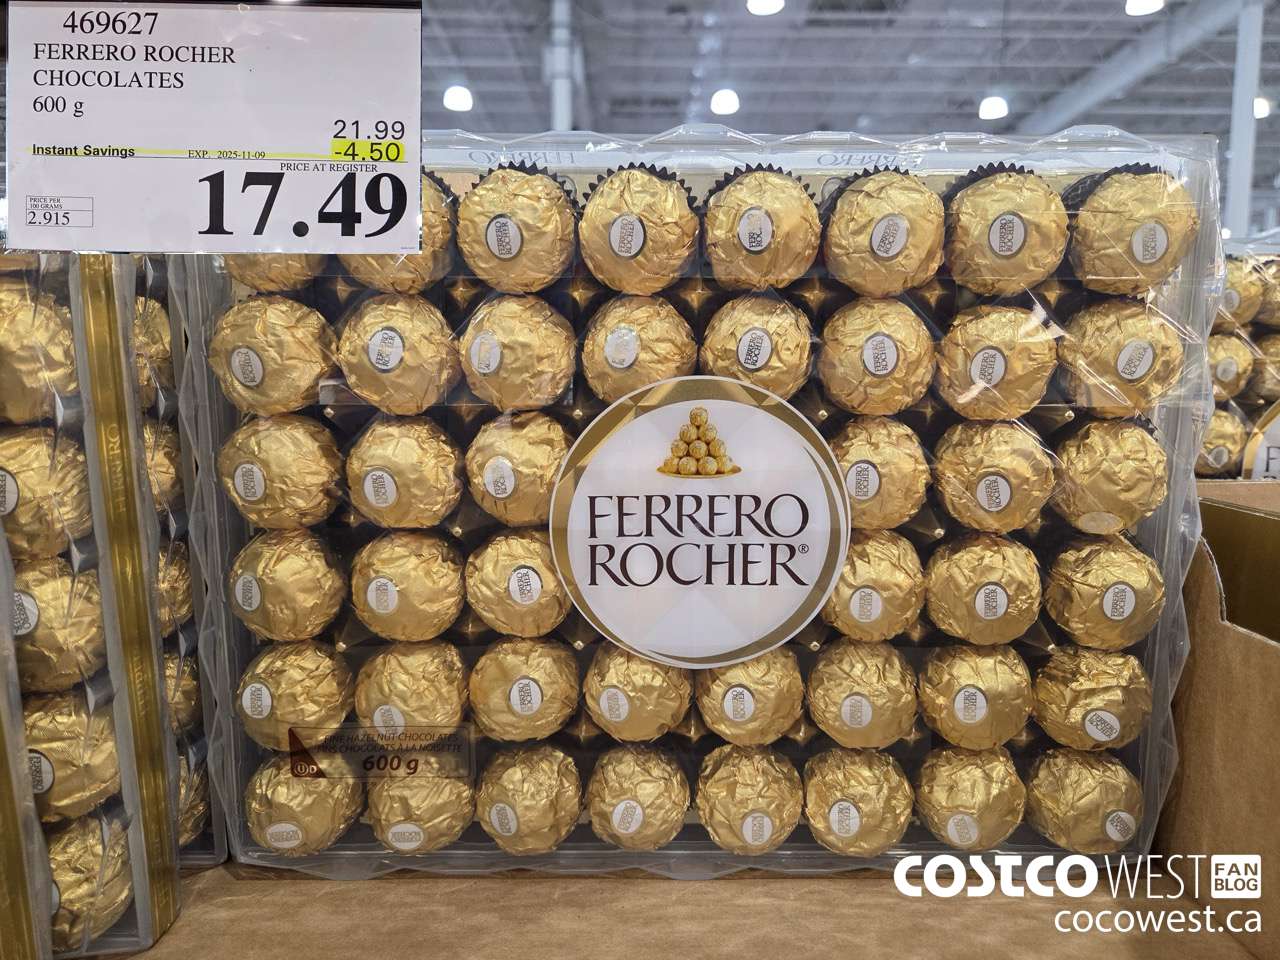 469627
FERRERO ROCHER
CHOCOLATES
600 g
21.99
Instant Savings EXP. 2025-11-09 -4.50
PRICE AT REGISTER
17.49
PRICE PER
100 GRAMS
2.915
FERRERO
FERRERO
FERRERO
ROCHER®
FINE HAZELNUT CHOCOLATES
FINS CHOCOLATS À LA NOISETTE
600 g
U D
COSTCO WEST FAN BLOG
cocowest.ca